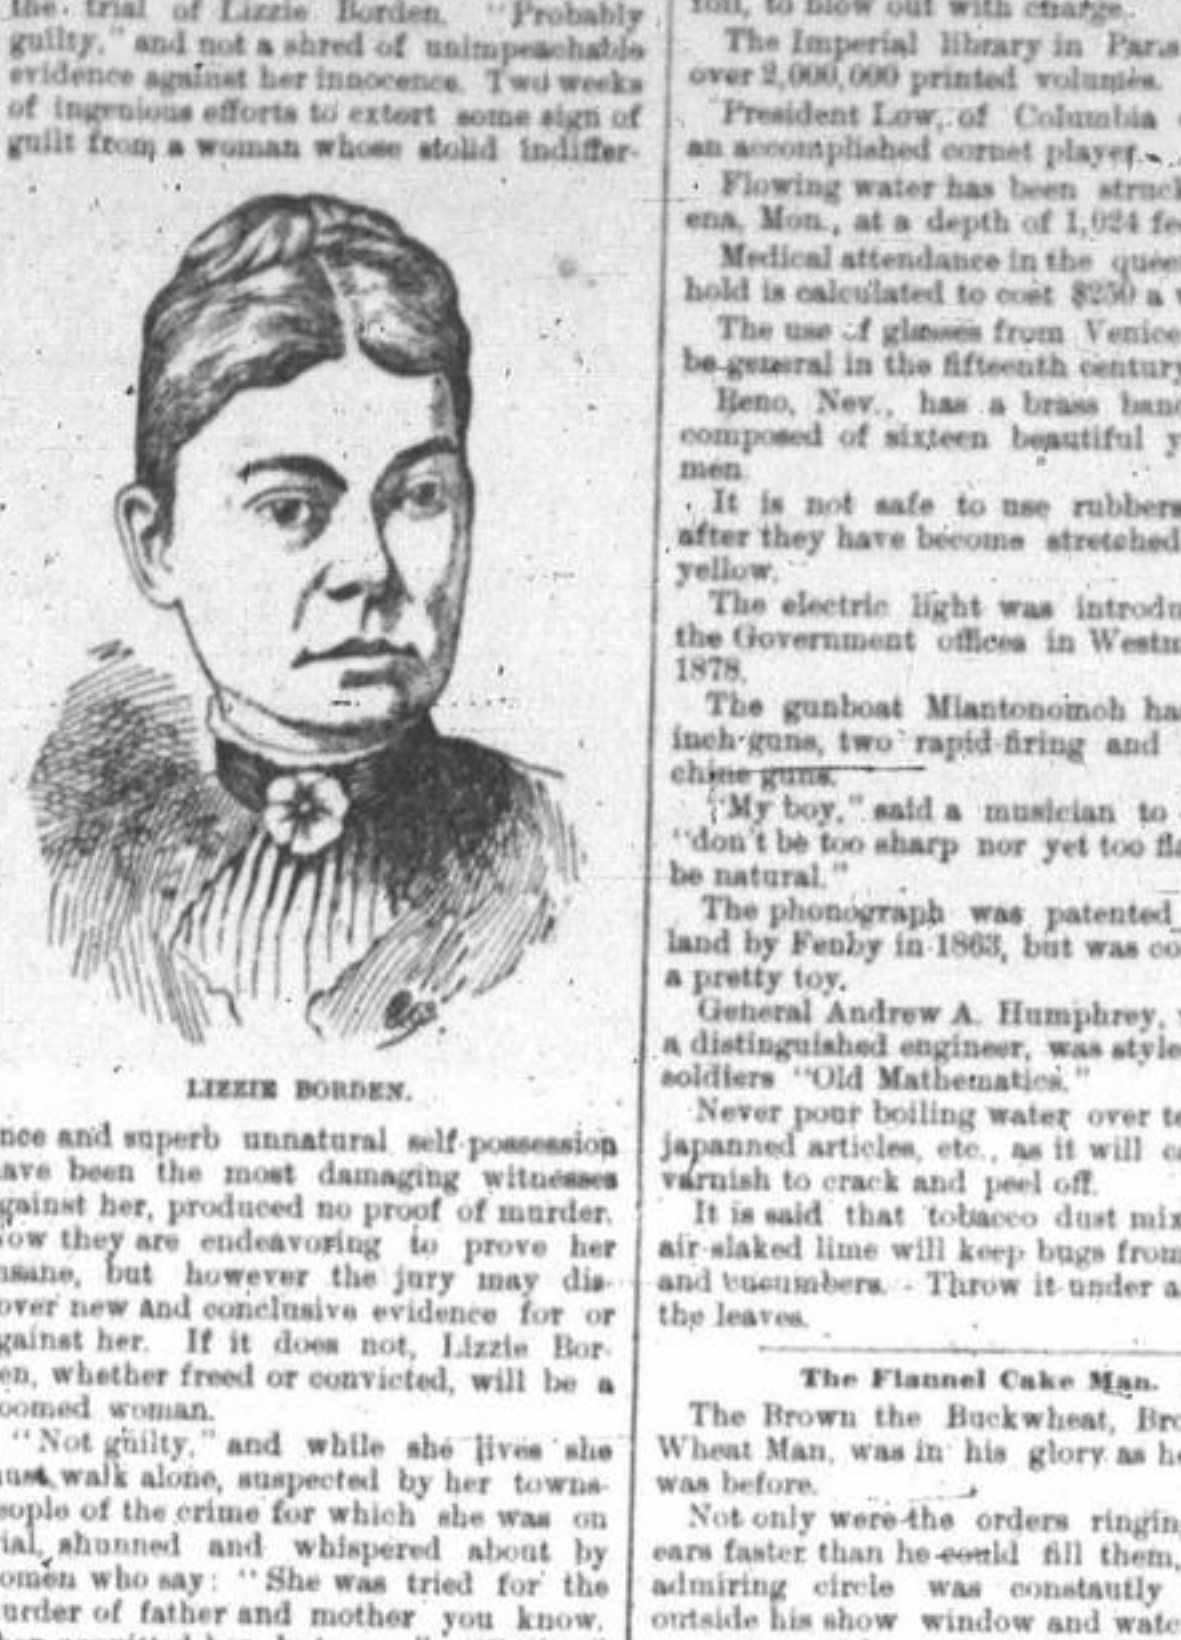 the trial of Lizzie Borden. "Probably
guilty," and not a shred of unimpeachable
evidence against her innocence. Two weeks
of ingenious efforts to extort some sign of
guilt from a woman whose stolid indiffer-
LIZZIE BORDEN.
nce and superb unnatural self-possession
ave been the most damaging witnesses
gainst her, produced no proof of murder.
ow they are endeavoring to prove her
nsane, but however the jury may dis-
over new and conclusive evidence for or
gainst her. If it does not, Lizzie Bor-
en, whether freed or convicted, will be a
oomed woman.
"Not guilty," and while she lives she
ust walk alone, suspected by her towns-
eople of the crime for which she was on
ial, shunned and whispered about by
omen who say: "She was tried for the
urder of father and mother you know.
to blow out with charge.
The Imperial library in Paris
over 2,000,000 printed volumes.
President Low, of Columbia
an accomplished cornet player.
Flowing water has been struck
ena, Mon., at a depth of 1,024 fee
Medical attendance in the queen
hold is calculated to cost $250 a
The use of glasses from Venice
be general in the fifteenth century
Reno, Nev., has a brass band
composed of sixteen beautiful y
men.
It is not safe to use rubbers
after they have become stretched
yellow.
The electric light was introdu
the Government offices in Westm
1878.
The gunboat Miantonomoh ha
inch guns, two rapid-firing and
chine guns.
"My boy," said a musician to
"don't be too sharp nor yet too fla
be natural."
The phonograph was patented
land by Fenby in 1863, but was co
a pretty toy.
General Andrew A. Humphrey, w
a distinguished engineer, was style
soldiers "Old Mathematics."
Never pour boiling water over te
japanned articles, etc., as it will ca
varnish to crack and peel off.
It is said that tobacco dust mix
air-slaked lime will keep bugs from
and cucumbers. - Throw it under a
the leaves.
The Flannel Cake Man.
The Brown the Buckwheat, Bro
Wheat Man, was in his glory as he
was before.
Not only were the orders ringing
ears faster than he could fill them,
admiring circle was constantly
outside his show window and watc